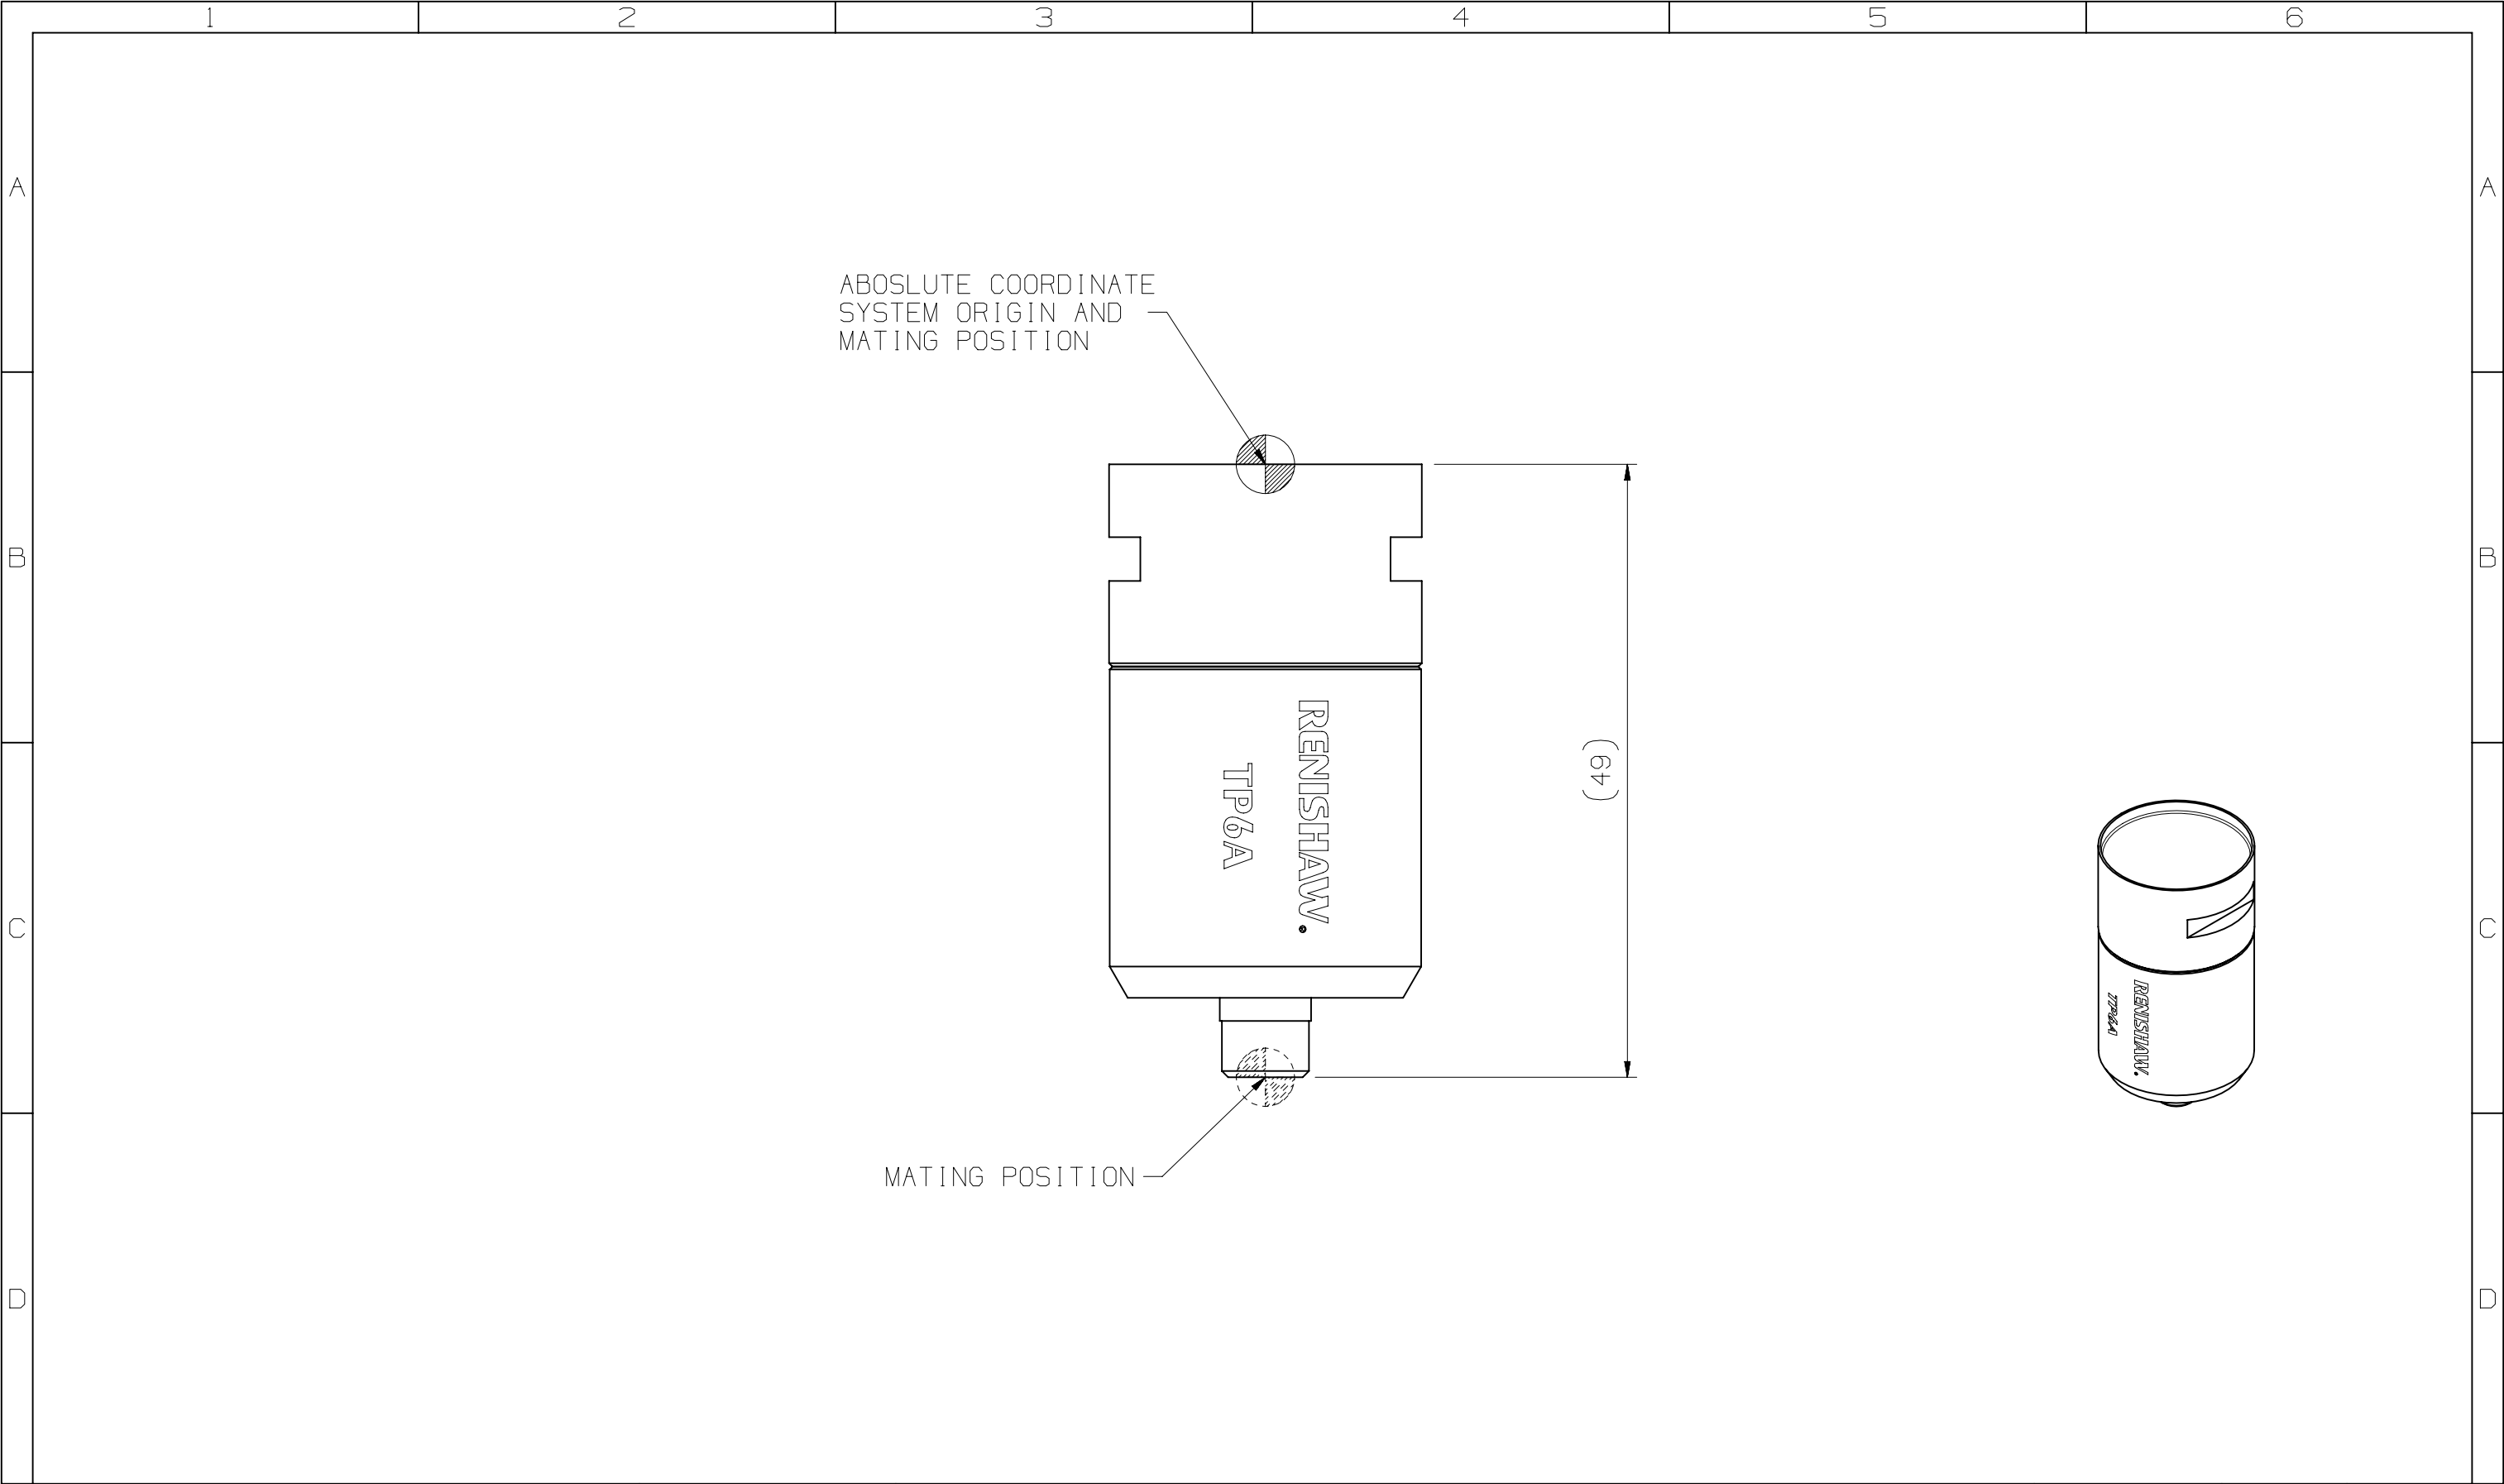 1 2 3 4 5 6
A A
ABOSLUTE COORDINATE
SYSTEM ORIGIN AND
MATING POSITION
B B
RENISHAW.
TP6A
(49)
C C
RENISHAW.
TP6A
MATING POSITION
D D